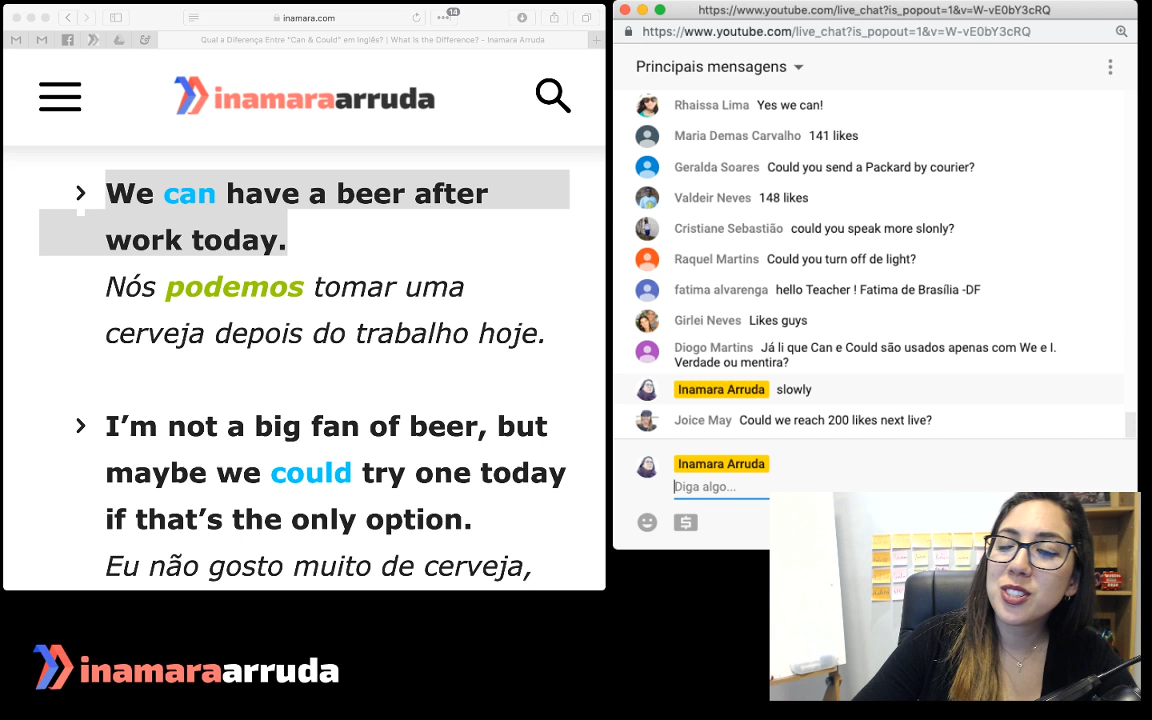 inamara.com
14
Qual a Diferença Entre "Can & Could" em Inglês? | What is the Difference? - Inamara Arruda
inamaraarruda
We can have a beer after
work today.
Nós podemos tomar uma
cerveja depois do trabalho hoje.
I'm not a big fan of beer, but
maybe we could try one today
if that's the only option.
Eu não gosto muito de cerveja,
https://www.youtube.com/live_chat?is_popout=1&v=W-vE0bY3cRQ
https://www.youtube.com/live_chat?is_popout=1&v=W-vE0bY3cRQ
Principais mensagens
Rhaissa Lima Yes we can!
Maria Demas Carvalho 141 likes
Geralda Soares Could you send a Packard by courier?
Valdeir Neves 148 likes
Cristiane Sebastião could you speak more slonly?
Raquel Martins Could you turn off de light?
fatima alvarenga hello Teacher ! Fatima de Brasília -DF
Girlei Neves Likes guys
Diogo Martins Já li que Can e Could são usados apenas com We e I.
Verdade ou mentira?
Inamara Arruda slowly
Joice May Could we reach 200 likes next live?
Inamara Arruda
Diga algo...
inamaraarruda